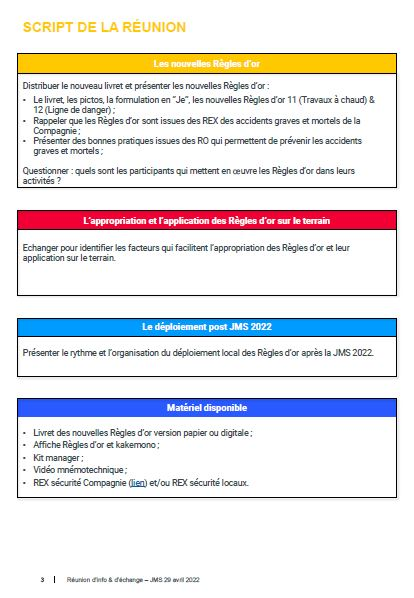 SCRIPT DE LA RÉUNION
Les nouvelles Règles d'or
Distribuer le nouveau livret et présenter les nouvelles Règles d'or :
• Le livret, les pictos, la formulation en "Je", les nouvelles Règles d'or 11 (Travaux à chaud) &
12 (Ligne de danger) ;
• Rappeler que les Règles d'or sont issues des REX des accidents graves et mortels de la
Compagnie ;
• Présenter des bonnes pratiques issues des RO qui permettent de prévenir les accidents
graves et mortels ;
Questionner : quels sont les participants qui mettent en œuvre les Règles d'or dans leurs
activités ?
L'appropriation et l'application des Règles d'or sur le terrain
Echanger pour identifier les facteurs qui facilitent l'appropriation des Règles d'or et leur
application sur le terrain.
Le déploiement post JMS 2022
Présenter le rythme et l'organisation du déploiement local des Règles d'or après la JMS 2022.
Matériel disponible
• Livret des nouvelles Règles d'or version papier ou digitale ;
• Affiche Règles d'or et kakemono ;
• Kit manager ;
• Vidéo mnémotechnique ;
• REX sécurité Compagnie (lien) et/ou REX sécurité locaux.
3 | Réunion d'info & d'échange – JMS 29 avril 2022